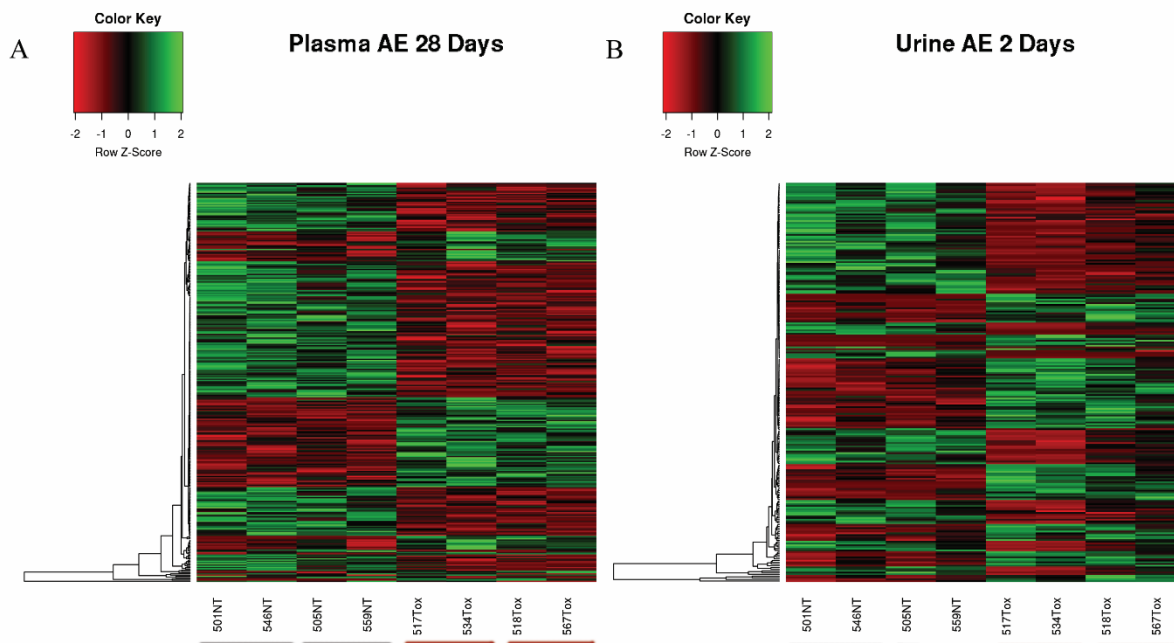 A
Color Key
-2 -1 0 1 2
Row Z-Score
Plasma AE 28 Days
501NT 546NT 505NT 559NT 517Tox 534Tox 518Tox 567Tox
B
Color Key
-2 -1 0 1 2
Row Z-Score
Urine AE 2 Days
501NT 546NT 505NT 559NT 517Tox 534Tox 518Tox 567Tox